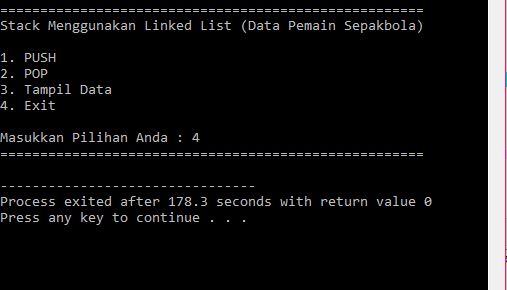 =====================================================
Stack Menggunakan Linked List (Data Pemain Sepakbola)
1. PUSH
2. POP
3. Tampil Data
4. Exit
Masukkan Pilihan Anda : 4
=====================================================
--------------------------------
Process exited after 178.3 seconds with return value 0
Press any key to continue . . .